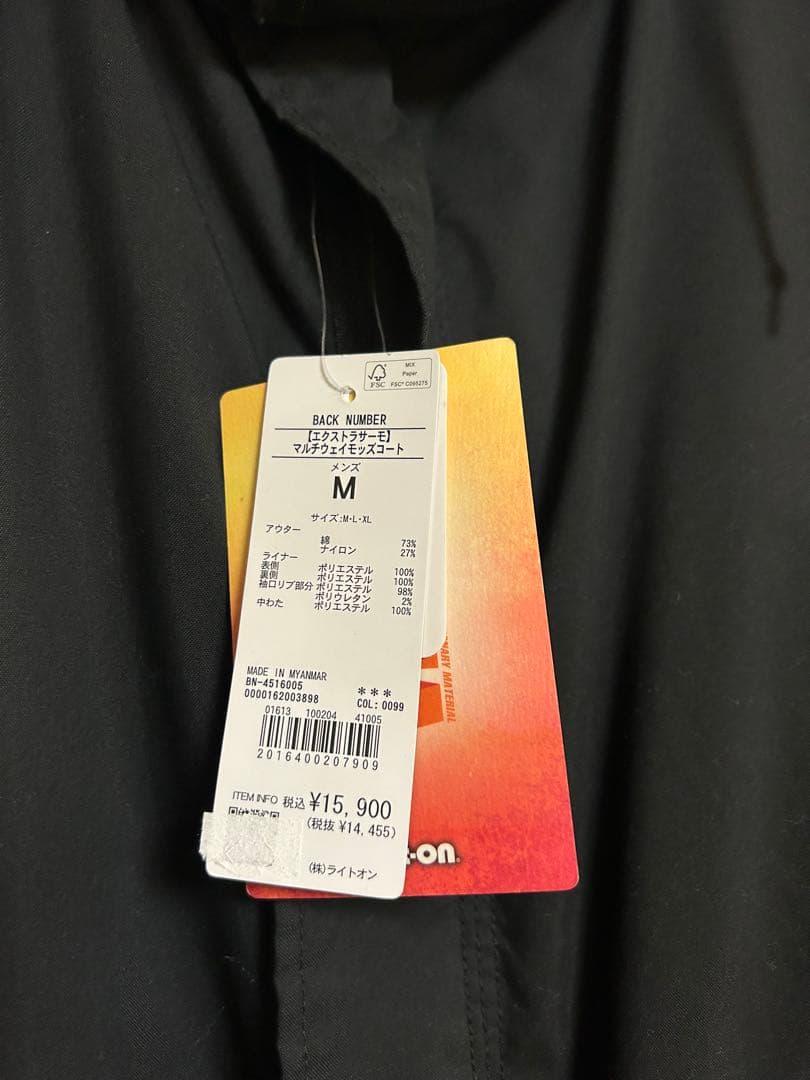 MIX
Paper
FSC
FSC® C095275
BACK NUMBER
【エクストラサーモ】
マルチウェイモッズコート
メンズ
M
サイズ:M・L・XL
アウター
綿 73%
ナイロン 27%
ライナー
表側 ポリエステル 100%
裏側 ポリエステル 100%
袖口リブ部分 ポリエステル 98%
ポリウレタン 2%
中わた ポリエステル 100%
MADE IN MYANMAR
BN-4516005 ***
0000162003898 COL: 0099
01613 100204 41005
2016400207909
ITEM INFO 税込 ¥15,900
(税抜 ¥14,455)
(株)ライトオン
NARY MATERIAL
-on.